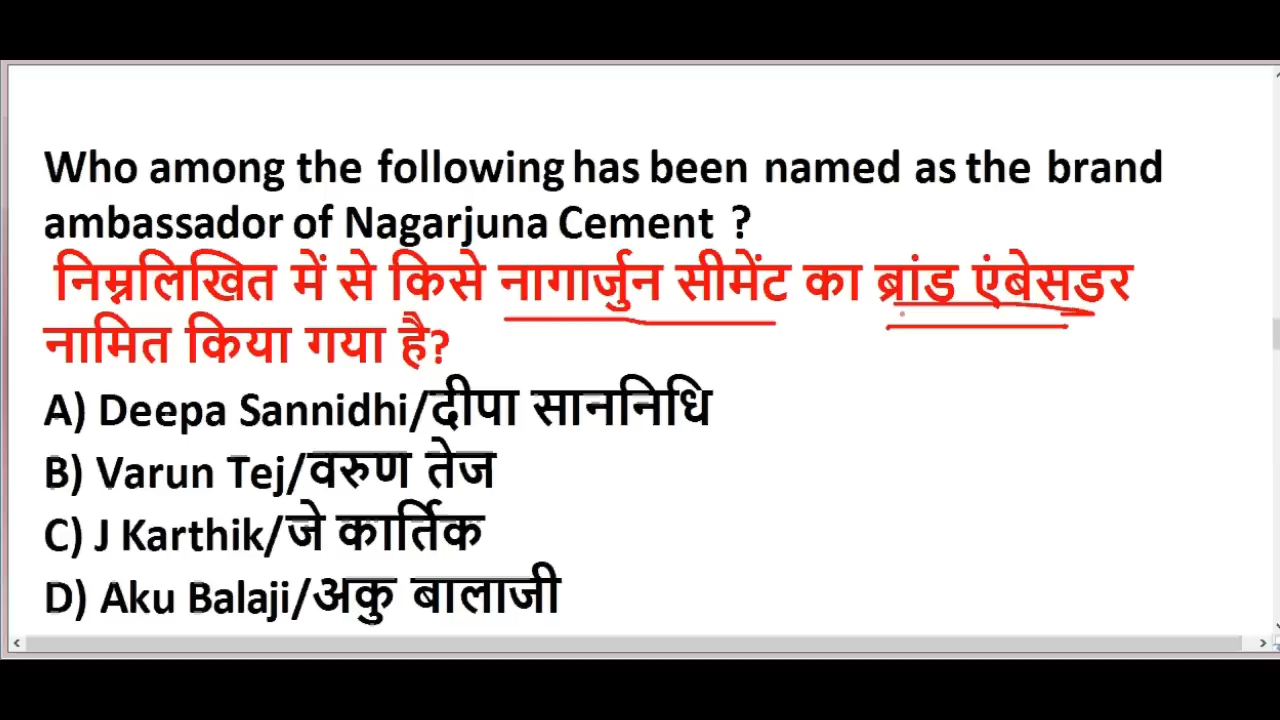 Who among the following has been named as the brand
ambassador of Nagarjuna Cement ?
निम्नलिखित में से किसे नागार्जुन सीमेंट का ब्रांड एंबेसडर
नामित किया गया है?
A) Deepa Sannidhi/दीपा साननिधि
B) Varun Tej/वरुण तेज
C) J Karthik/जे कार्तिक
D) Aku Balaji/अकु बालाजी